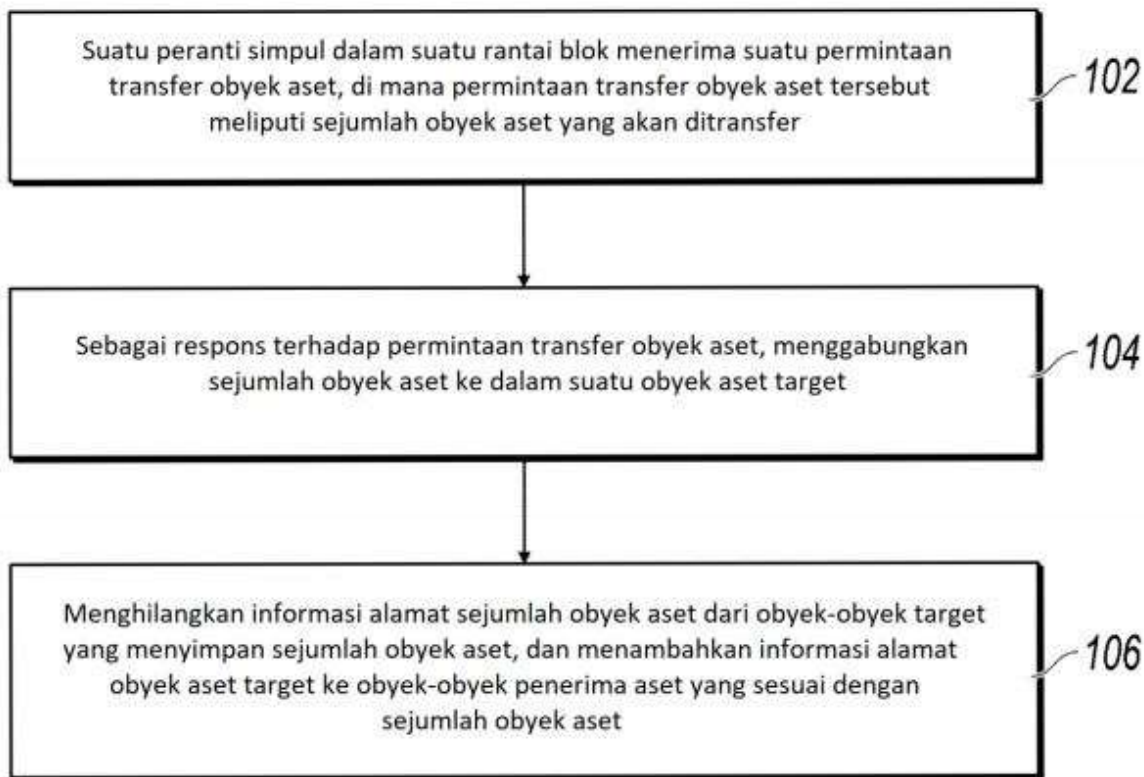 Suatu peranti simpul dalam suatu rantai blok menerima suatu permintaan
transfer obyek aset, di mana permintaan transfer obyek aset tersebut
meliputi sejumlah obyek aset yang akan ditransfer
102
Sebagai respons terhadap permintaan transfer obyek aset, menggabungkan
sejumlah obyek aset ke dalam suatu obyek aset target
104
Menghilangkan informasi alamat sejumlah obyek aset dari obyek-obyek target
yang menyimpan sejumlah obyek aset, dan menambahkan informasi alamat
obyek aset target ke obyek-obyek penerima aset yang sesuai dengan
sejumlah obyek aset
106